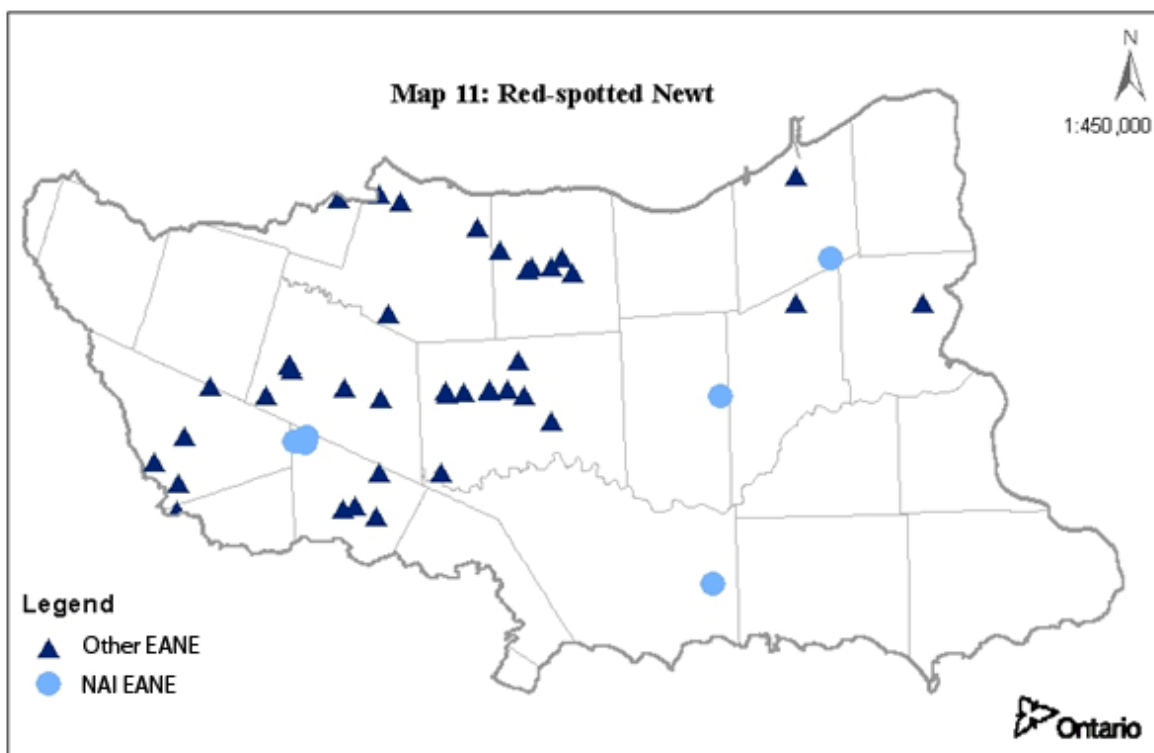 N
Map 11: Red-spotted Newt
1:450,000
Legend
Other EANE
NAI EANE
Ontario